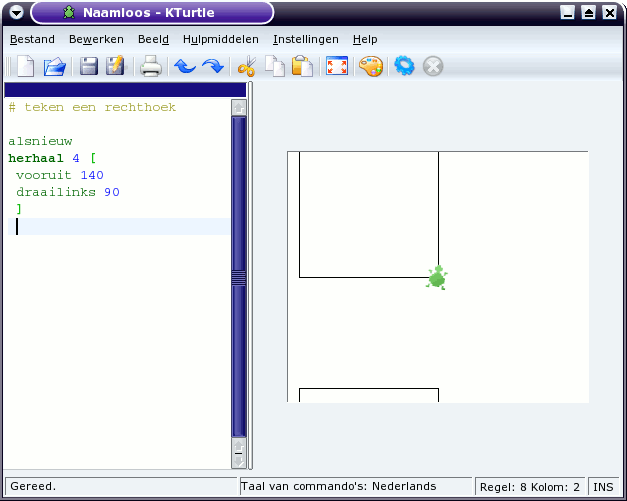 Naamloos - KTurtle
Bestand Bewerken Beeld Hulpmiddelen Instellingen Help
# teken een rechthoek
alsnieuw
herhaal 4 [
vooruit 140
draailinks 90
]
Gereed. Taal van commando's: Nederlands Regel: 8 Kolom: 2 INS